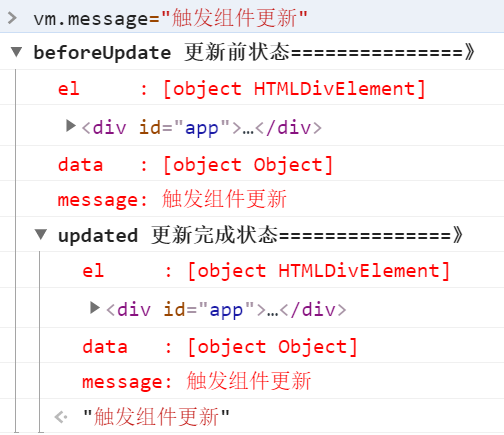 > vm.message="触发组件更新"
▼ beforeUpdate 更新前状态===============》
el     : [object HTMLDivElement]
▶ <div id="app">…</div>
data   : [object Object]
message: 触发组件更新
▼ updated 更新完成状态===============》
el     : [object HTMLDivElement]
▶ <div id="app">…</div>
data   : [object Object]
message: 触发组件更新
<· "触发组件更新"